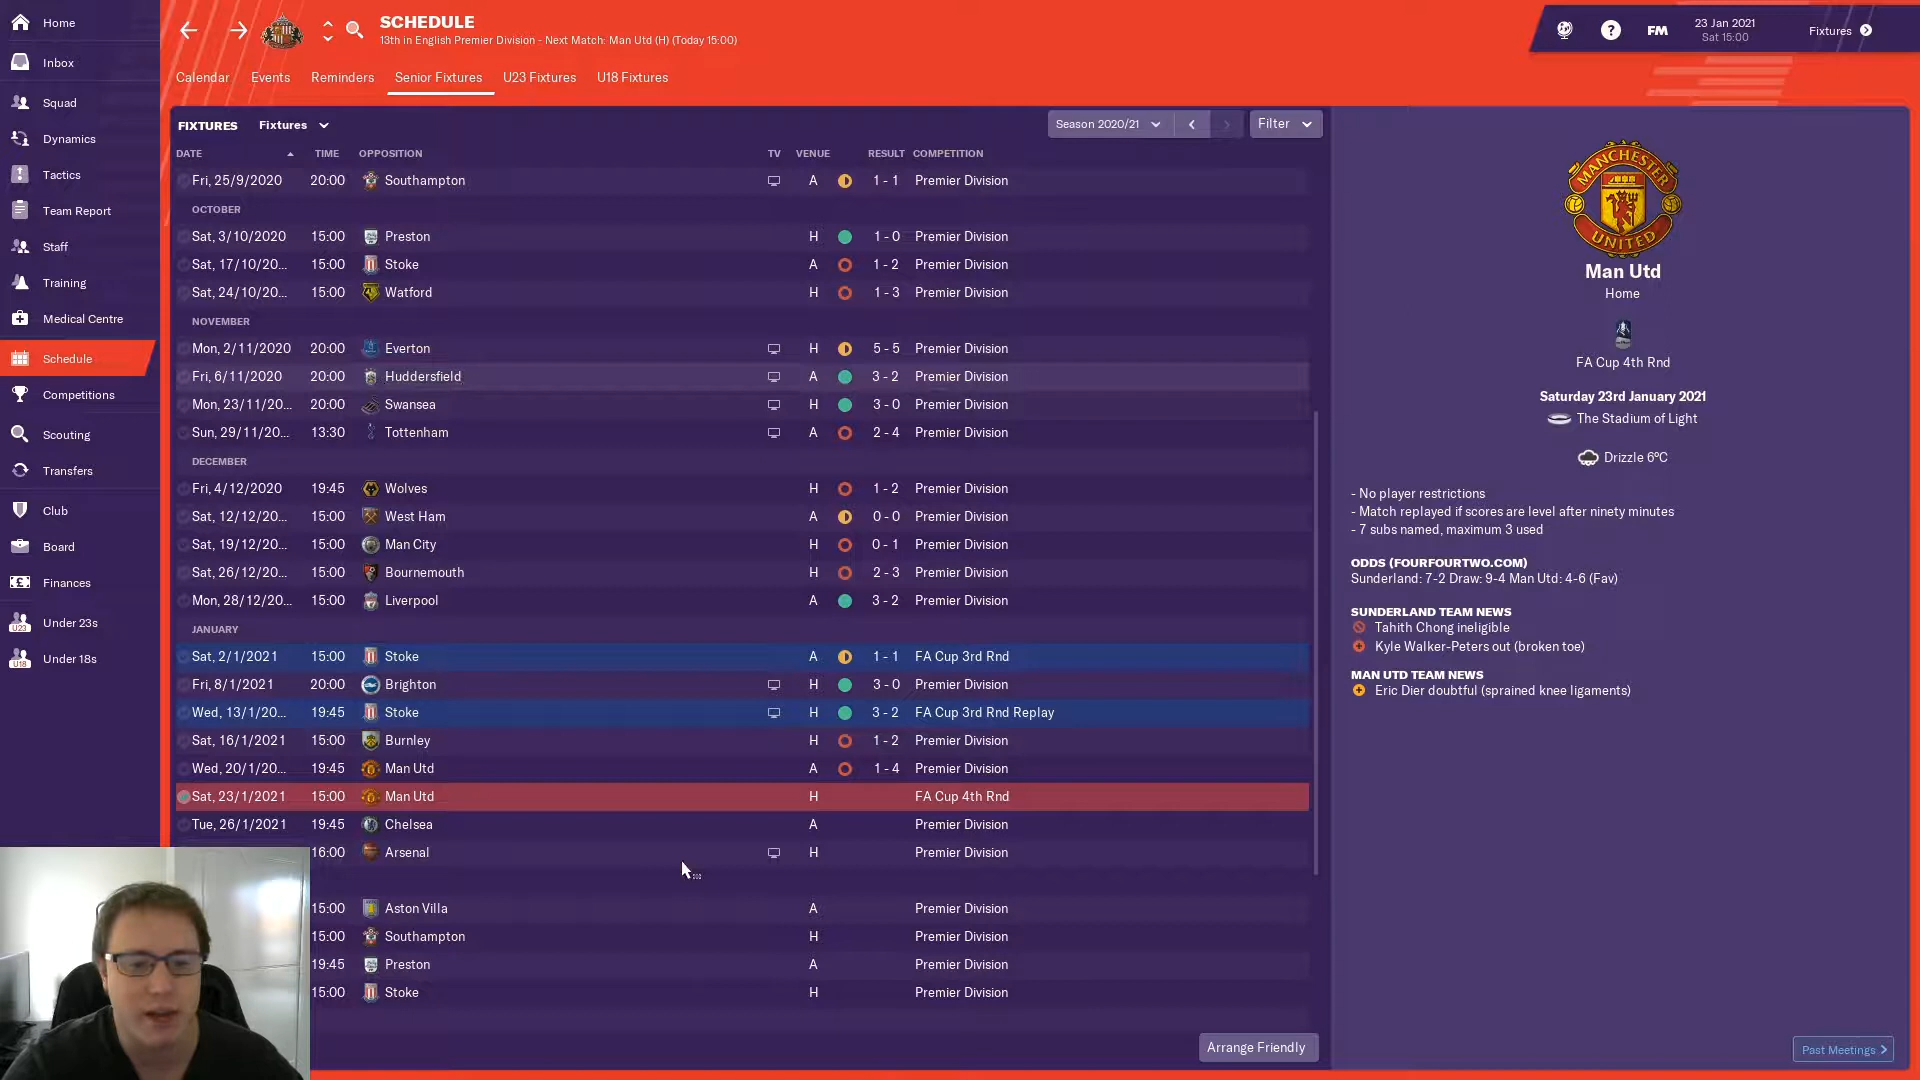 Home
Inbox
Squad
Dynamics
Tactics
Team Report
Staff
Training
Medical Centre
Schedule
Competitions
Scouting
Transfers
Club
Board
Finances
U23 Under 23s
U18 Under 18s
SCHEDULE
13th in English Premier Division - Next Match: Man Utd (H) (Today 15:00)
FM
23 Jan 2021
Sat 15:00
Fixtures
Calendar Events Reminders Senior Fixtures U23 Fixtures U18 Fixtures
FIXTURES Fixtures Season 2020/21 Filter
DATE TIME OPPOSITION TV VENUE RESULT COMPETITION
Fri, 25/9/2020 20:00 Southampton A 1 - 1 Premier Division
OCTOBER
Sat, 3/10/2020 15:00 Preston H 1 - 0 Premier Division
Sat, 17/10/20... 15:00 Stoke A 1 - 2 Premier Division
Sat, 24/10/20... 15:00 Watford H 1 - 3 Premier Division
NOVEMBER
Mon, 2/11/2020 20:00 Everton H 5 - 5 Premier Division
Fri, 6/11/2020 20:00 Huddersfield A 3 - 2 Premier Division
Mon, 23/11/20... 20:00 Swansea H 3 - 0 Premier Division
Sun, 29/11/20... 13:30 Tottenham A 2 - 4 Premier Division
DECEMBER
Fri, 4/12/2020 19:45 Wolves H 1 - 2 Premier Division
Sat, 12/12/20... 15:00 West Ham A 0 - 0 Premier Division
Sat, 19/12/20... 15:00 Man City H 0 - 1 Premier Division
Sat, 26/12/20... 15:00 Bournemouth H 2 - 3 Premier Division
Mon, 28/12/20... 15:00 Liverpool A 3 - 2 Premier Division
JANUARY
Sat, 2/1/2021 15:00 Stoke A 1 - 1 FA Cup 3rd Rnd
Fri, 8/1/2021 20:00 Brighton H 3 - 0 Premier Division
Wed, 13/1/20... 19:45 Stoke H 3 - 2 FA Cup 3rd Rnd Replay
Sat, 16/1/2021 15:00 Burnley H 1 - 2 Premier Division
Wed, 20/1/20... 19:45 Man Utd A 1 - 4 Premier Division
Sat, 23/1/2021 15:00 Man Utd H FA Cup 4th Rnd
Tue, 26/1/2021 19:45 Chelsea A Premier Division
16:00 Arsenal H Premier Division
15:00 Aston Villa A Premier Division
15:00 Southampton H Premier Division
19:45 Preston A Premier Division
15:00 Stoke H Premier Division
Arrange Friendly
MANCHESTER
UNITED
Man Utd
Home
FA Cup 4th Rnd
Saturday 23rd January 2021
The Stadium of Light
Drizzle 6ºC
- No player restrictions
- Match replayed if scores are level after ninety minutes
- 7 subs named, maximum 3 used
ODDS (FOURFOURTWO.COM)
Sunderland: 7-2 Draw: 9-4 Man Utd: 4-6 (Fav)
SUNDERLAND TEAM NEWS
Tahith Chong ineligible
Kyle Walker-Peters out (broken toe)
MAN UTD TEAM NEWS
Eric Dier doubtful (sprained knee ligaments)
Past Meetings